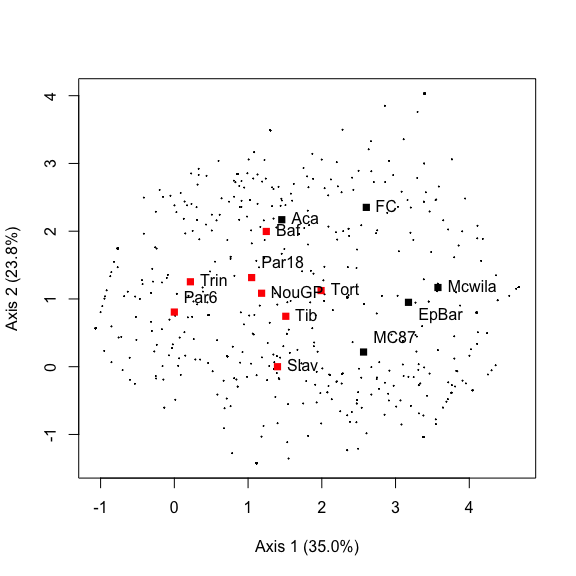 4
3
2
1
0
-1
Axis 2 (23.8%)
FC
Aca
Bat
Par18
Trin
Par6
NouGP
Tort
Mcwila
EpBar
Tib
MC87
Slav
-1 0 1 2 3 4
Axis 1 (35.0%)